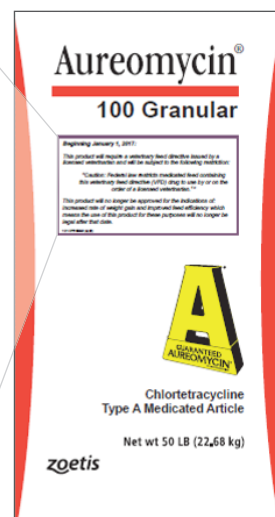 Aureomycin®
100 Granular
Beginning January 1, 2017:
This product will require a veterinary feed directive issued by a
licensed veterinarian and will be subject to the following restriction:
"Caution: Federal law restricts medicated feed containing
this veterinary feed directive (VFD) drug to use by or on the
order of a licensed veterinarian."
This product will no longer be approved for the indications of:
increased rate of weight gain and improved feed efficiency which
means the use of this product for these purposes will no longer be
legal after that date.
A
GUARANTEED
AUREOMYCIN®
Chlortetracycline
Type A Medicated Article
Net wt 50 LB (22.68 kg)
zoetis